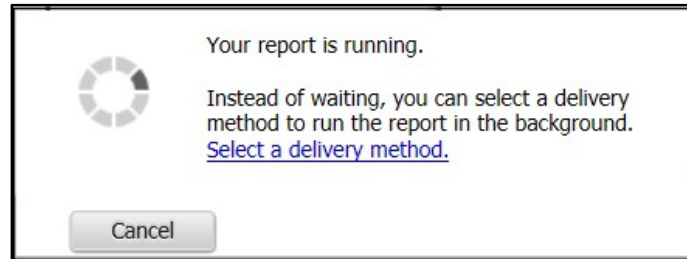 Your report is running.
Instead of waiting, you can select a delivery
method to run the report in the background.
Select a delivery method.
Cancel